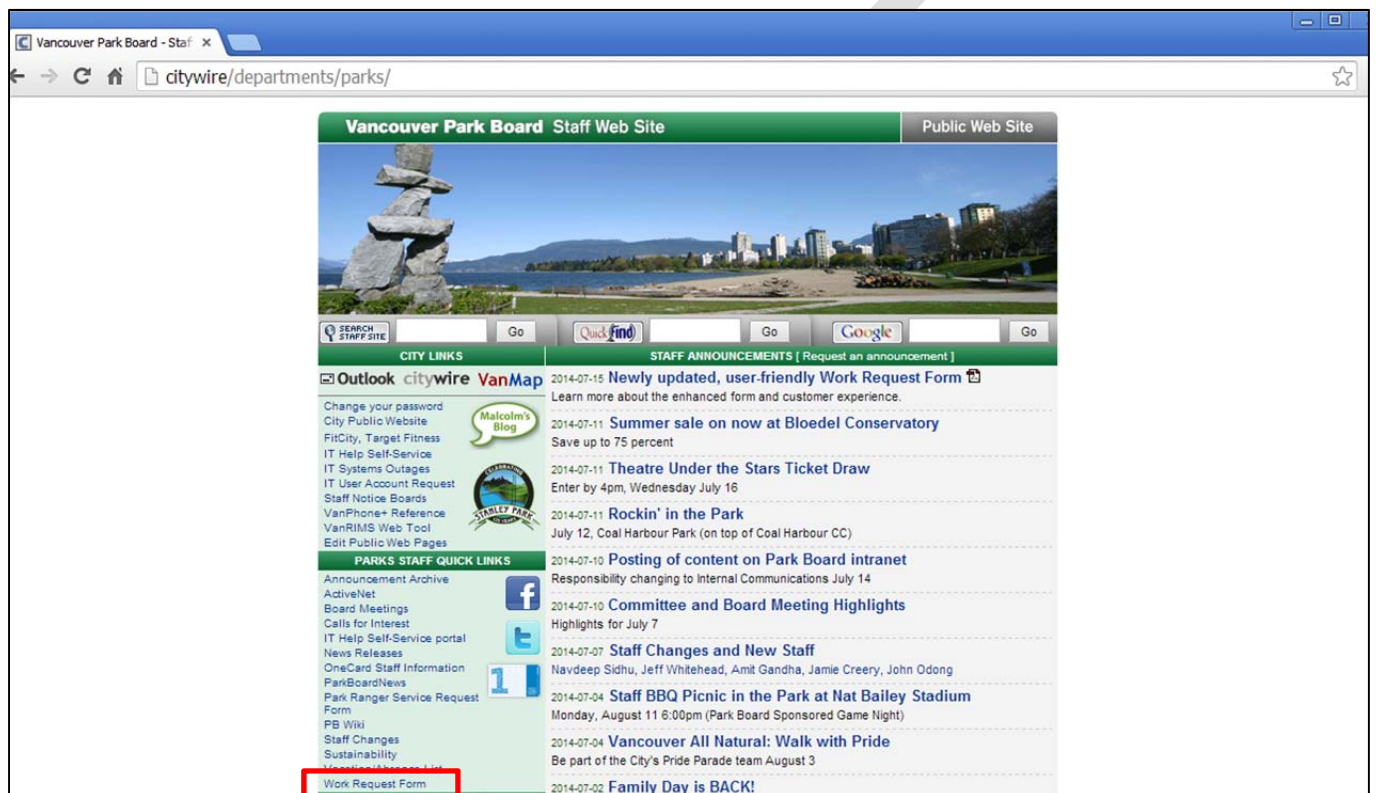 Vancouver Park Board - Staf
citywire/departments/parks/
Vancouver Park Board Staff Web Site
Public Web Site
SEARCH STAFF SITE Go QuickFind Go Google Go
CITY LINKS
Outlook citywire VanMap
Change your password
City Public Website
FitCity, Target Fitness
IT Help Self-Service
IT Systems Outages
IT User Account Request
Staff Notice Boards
VanPhone+ Reference
VanRIMS Web Tool
Edit Public Web Pages
Malcolm's
Blog
CELEBRATING
STANLEY PARK
PARKS STAFF QUICK LINKS
Announcement Archive
ActiveNet
Board Meetings
Calls for Interest
IT Help Self-Service portal
News Releases
OneCard Staff Information
ParkBoardNews
Park Ranger Service Request
Form
PB Wiki
Staff Changes
Sustainability
Vacation/Absence List
Work Request Form
STAFF ANNOUNCEMENTS [ Request an announcement ]
2014-07-15 Newly updated, user-friendly Work Request Form
Learn more about the enhanced form and customer experience.
2014-07-11 Summer sale on now at Bloedel Conservatory
Save up to 75 percent
2014-07-11 Theatre Under the Stars Ticket Draw
Enter by 4pm, Wednesday July 16
2014-07-11 Rockin' in the Park
July 12, Coal Harbour Park (on top of Coal Harbour CC)
2014-07-10 Posting of content on Park Board intranet
Responsibility changing to Internal Communications July 14
2014-07-10 Committee and Board Meeting Highlights
Highlights for July 7
2014-07-07 Staff Changes and New Staff
Navdeep Sidhu, Jeff Whitehead, Amit Gandha, Jamie Creery, John Odong
2014-07-04 Staff BBQ Picnic in the Park at Nat Bailey Stadium
Monday, August 11 6:00pm (Park Board Sponsored Game Night)
2014-07-04 Vancouver All Natural: Walk with Pride
Be part of the City's Pride Parade team August 3
2014-07-02 Family Day is BACK!